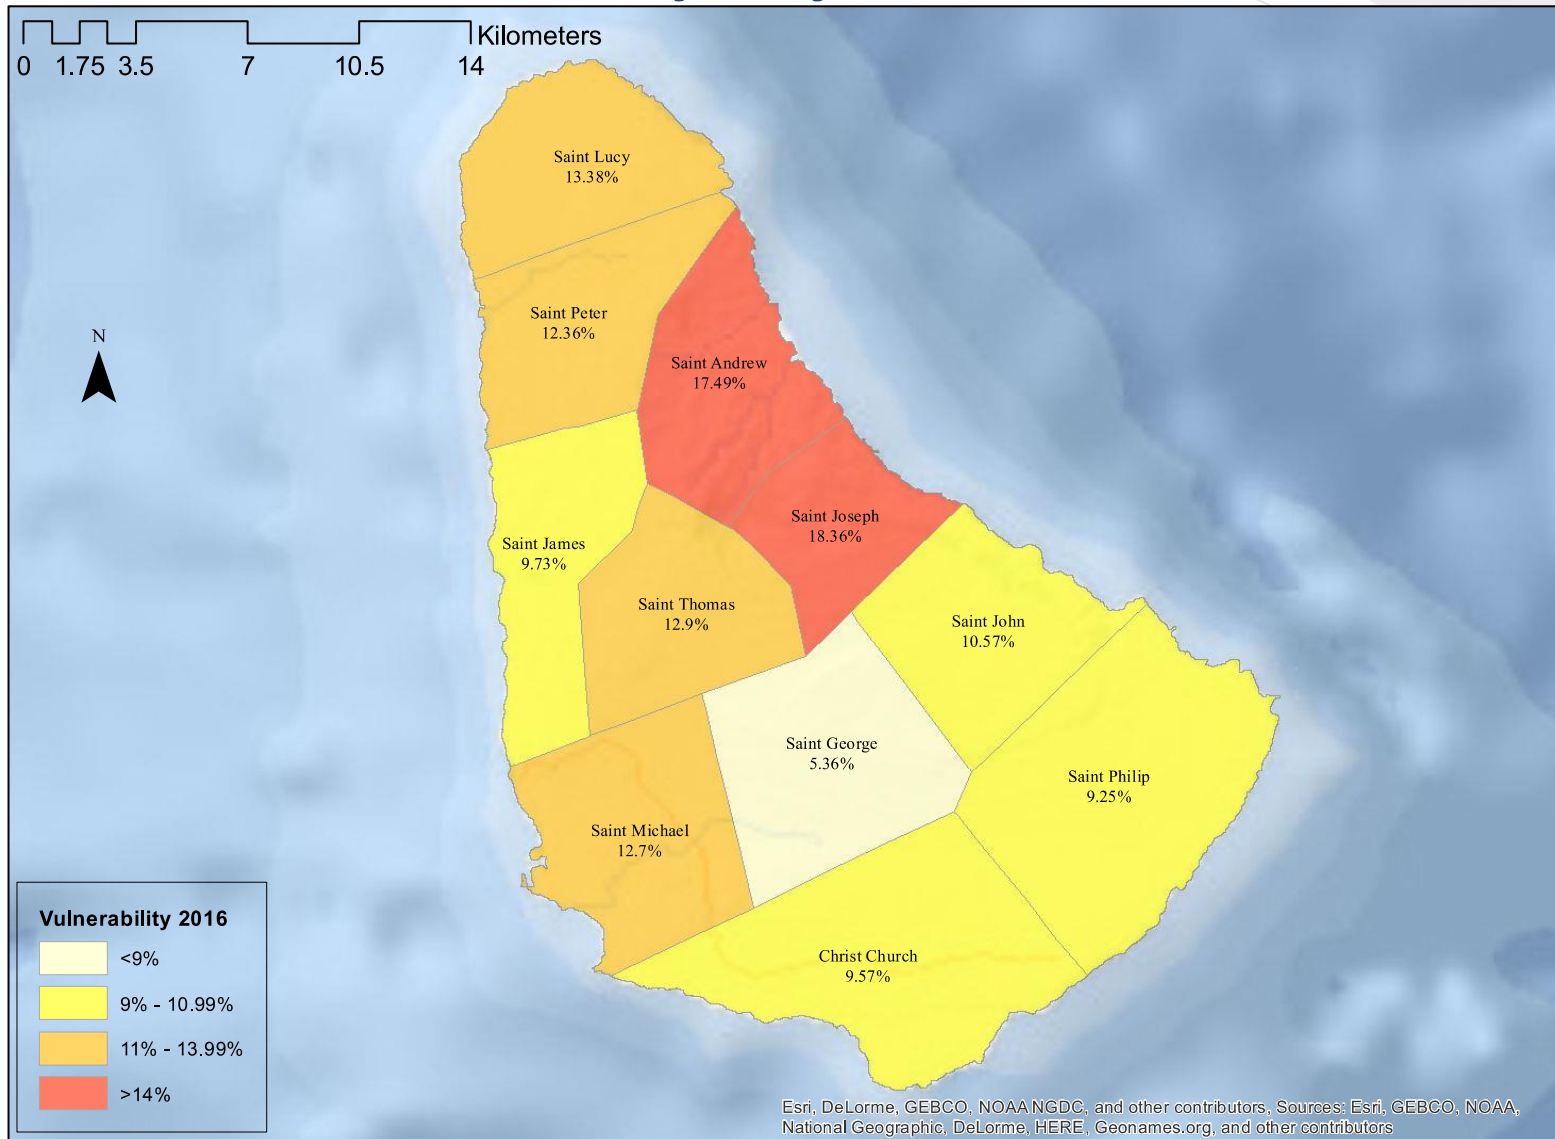 Kilometers
0 1.75 3.5 7 10.5 14
Saint Lucy
13.38%
Saint Peter
12.36%
N
Saint Andrew
17.49%
Saint Joseph
18.36%
Saint James
9.73%
Saint Thomas
12.9%
Saint John
10.57%
Saint George
5.36%
Saint Philip
9.25%
Saint Michael
12.7%
Christ Church
9.57%
Vulnerability 2016
<9%
9% - 10.99%
11% - 13.99%
>14%
Esri, DeLorme, GEBCO, NOAA NGDC, and other contributors, Sources: Esri, GEBCO, NOAA,
National Geographic, DeLorme, HERE, Geonames.org, and other contributors